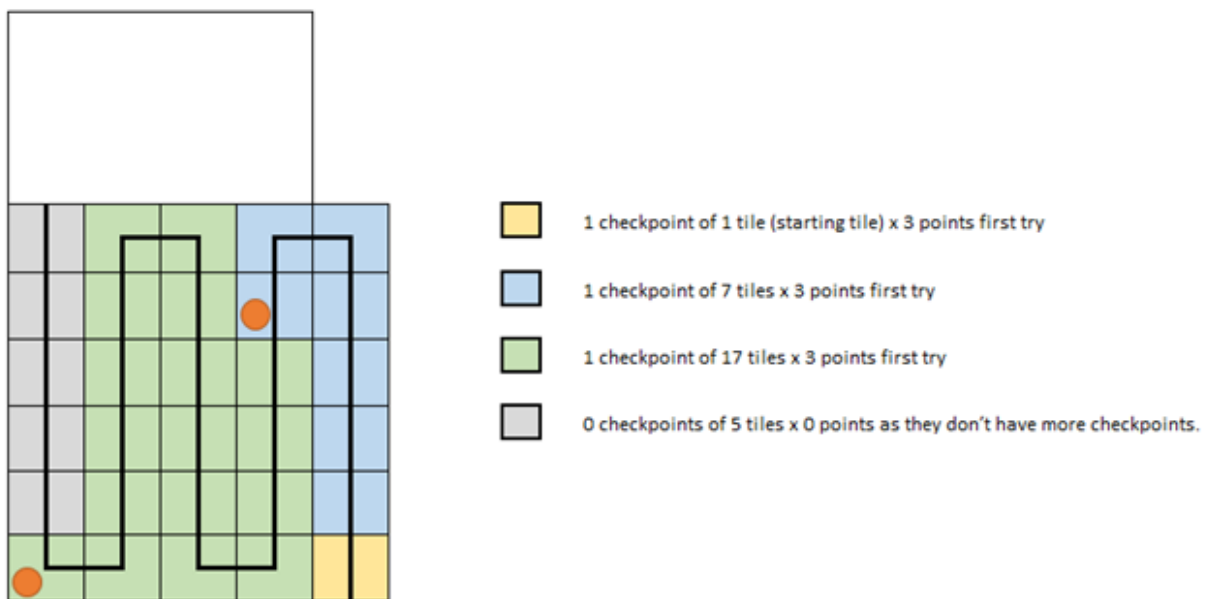 1 checkpoint of 1 tile (starting tile) x 3 points first try
1 checkpoint of 7 tiles x 3 points first try
1 checkpoint of 17 tiles x 3 points first try
0 checkpoints of 5 tiles x 0 points as they don’t have more checkpoints.